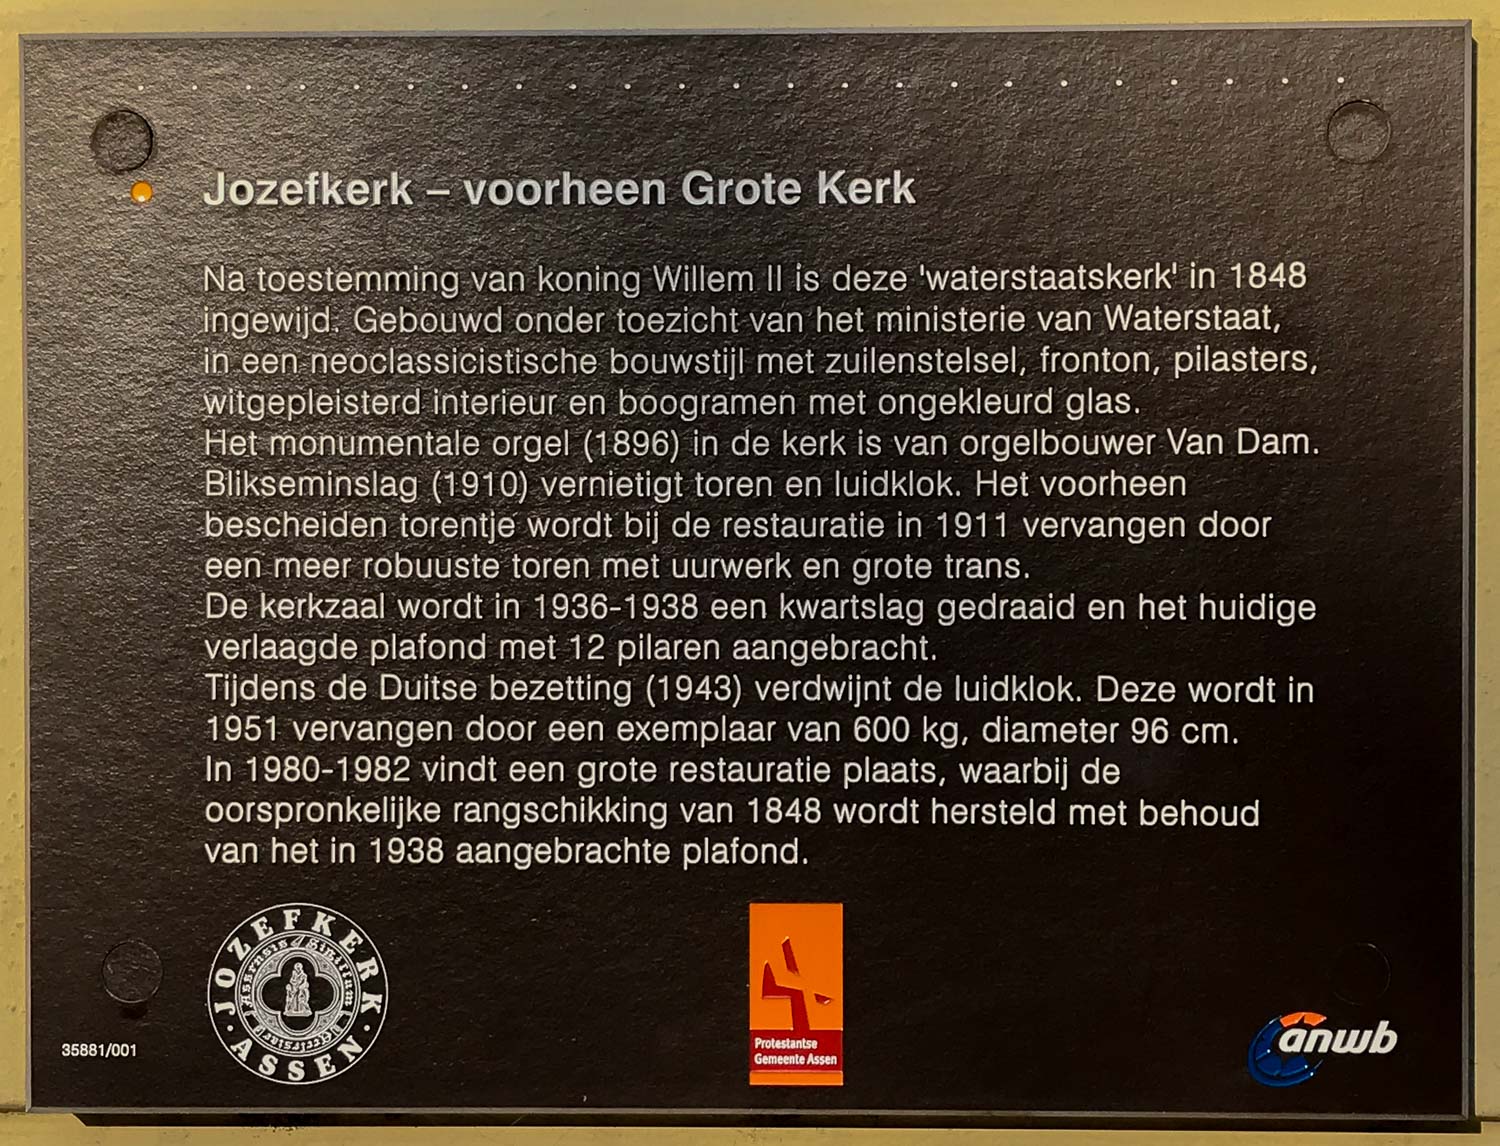 Jozefkerk – voorheen Grote Kerk
Na toestemming van koning Willem II is deze 'waterstaatskerk' in 1848
ingewijd. Gebouwd onder toezicht van het ministerie van Waterstaat,
in een neoclassicistische bouwstijl met zuilenstelsel, fronton, pilasters,
witgepleisterd interieur en boogramen met ongekleurd glas.
Het monumentale orgel (1896) in de kerk is van orgelbouwer Van Dam.
Blikseminslag (1910) vernietigt toren en luidklok. Het voorheen
bescheiden torentje wordt bij de restauratie in 1911 vervangen door
een meer robuuste toren met uurwerk en grote trans.
De kerkzaal wordt in 1936-1938 een kwartslag gedraaid en het huidige
verlaagde plafond met 12 pilaren aangebracht.
Tijdens de Duitse bezetting (1943) verdwijnt de luidklok. Deze wordt in
1951 vervangen door een exemplaar van 600 kg, diameter 96 cm.
In 1980-1982 vindt een grote restauratie plaats, waarbij de
oorspronkelijke rangschikking van 1848 wordt hersteld met behoud
van het in 1938 aangebrachte plafond.
35881/001
JOZEFKERK · ASSEN ·
Protestantse
Gemeente Assen
anwb